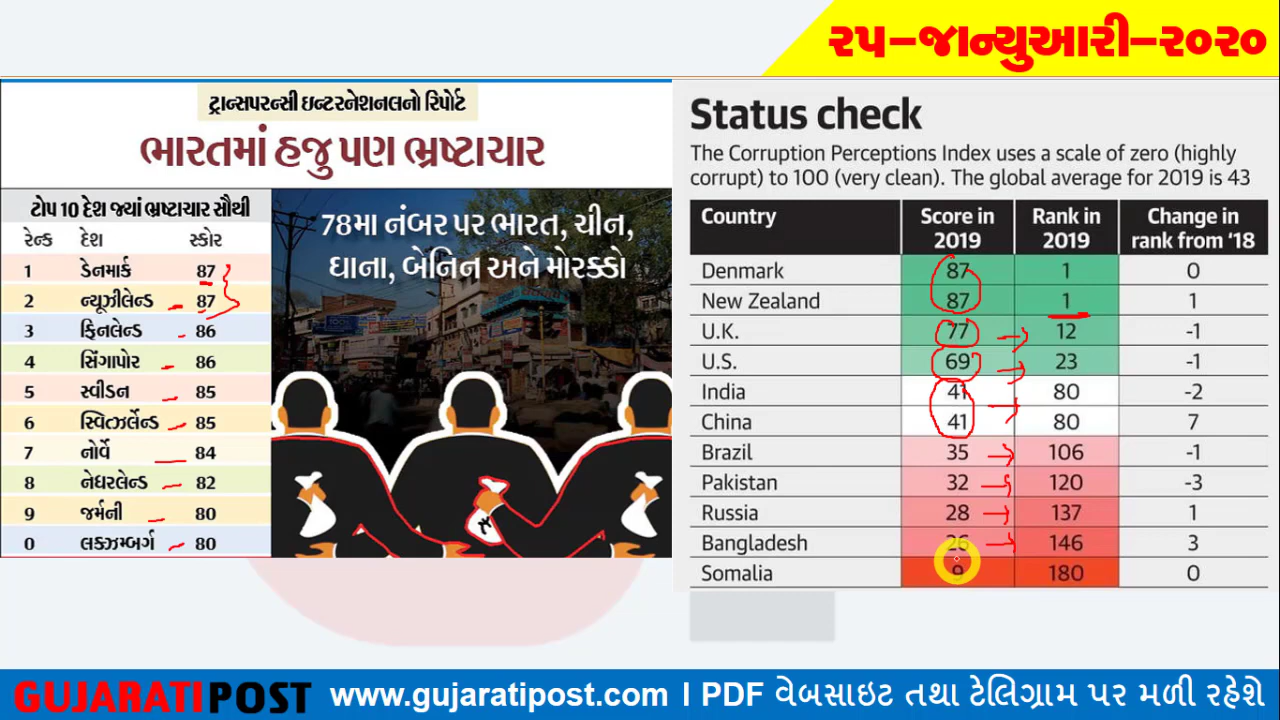 ૨૫-જાન્યુઆરી-૨૦૨૦
ટ્રાન્સપરન્સી ઇન્ટરનેશનલનો રિપોર્ટ
ભારતમાં હજુ પણ ભ્રષ્ટાચાર
ટોપ 10 દેશ જ્યાં ભ્રષ્ટાચાર સૌથી
રેન્ક દેશ સ્કોર
1 ડેનમાર્ક 87
2 ન્યૂઝીલેન્ડ 87
3 ફિનલેન્ડ 86
4 સિંગાપોર 86
5 સ્વીડન 85
6 સ્વિત્ઝર્લેન્ડ 85
7 નોર્વે 84
8 નેધરલેન્ડ 82
9 જર્મની 80
0 લક્ઝમ્બર્ગ 80
78મા નંબર પર ભારત, ચીન,
ઘાના, બેનિન અને મોરક્કો
₹
Status check
The Corruption Perceptions Index uses a scale of zero (highly
corrupt) to 100 (very clean). The global average for 2019 is 43
Country Score in 2019 Rank in 2019 Change in rank from '18
Denmark 87 1 0
New Zealand 87 1 1
U.K. 77 12 -1
U.S. 69 23 -1
India 41 80 -2
China 41 80 7
Brazil 35 106 -1
Pakistan 32 120 -3
Russia 28 137 1
Bangladesh 26 146 3
Somalia 9 180 0
GUJARATIPOST www.gujaratipost.com I PDF વેબસાઇટ તથા ટેલિગ્રામ પર મળી રહેશે